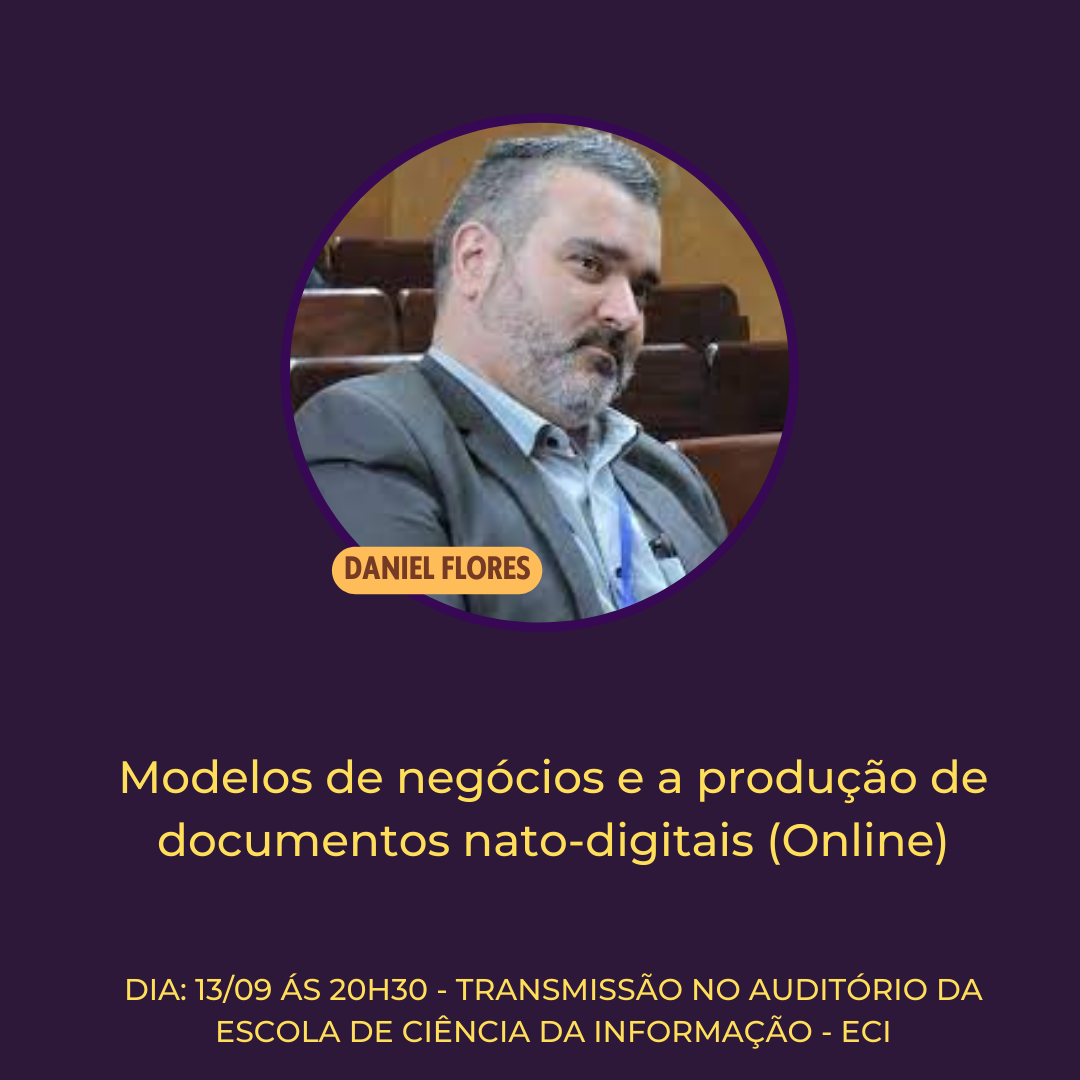 DANIEL FLORES
Modelos de negócios e a produção de
documentos nato-digitais (Online)
DIA: 13/09 ÁS 20H30 - TRANSMISSÃO NO AUDITÓRIO DA
ESCOLA DE CIÊNCIA DA INFORMAÇÃO - ECI